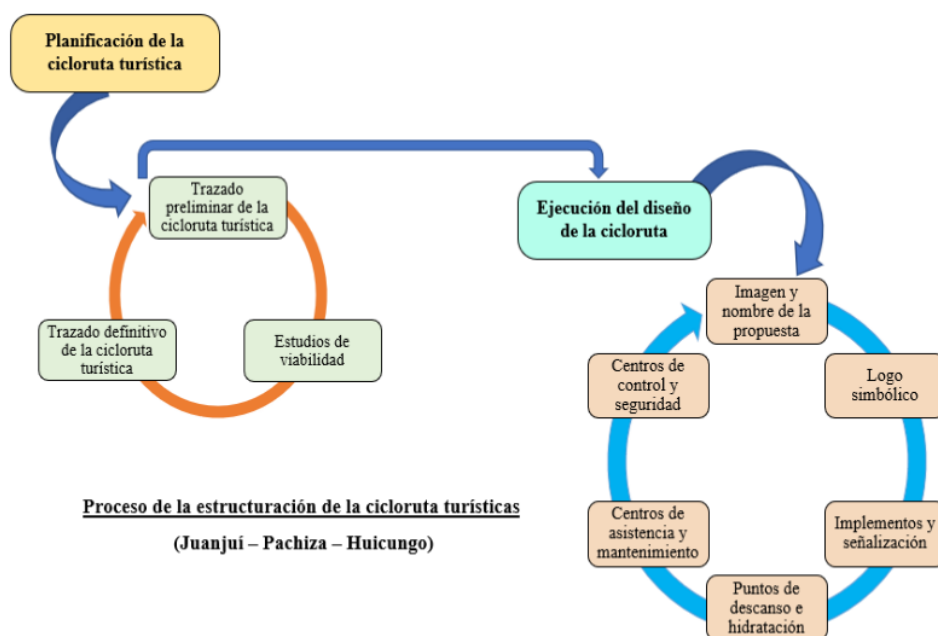 Planificación de la
cicloruta turística
Trazado
preliminar de la
cicloruta turística
Estudios de
viabilidad
Trazado definitivo
de la cicloruta
turística
Ejecución del diseño
de la cicloruta
Imagen y
nombre de la
propuesta
Logo
simbólico
Implementos y
señalización
Puntos de
descanso e
hidratación
Centros de
asistencia y
mantenimiento
Centros de
control y
seguridad
Proceso de la estructuración de la cicloruta turísticas
(Juanjuí – Pachiza – Huicungo)